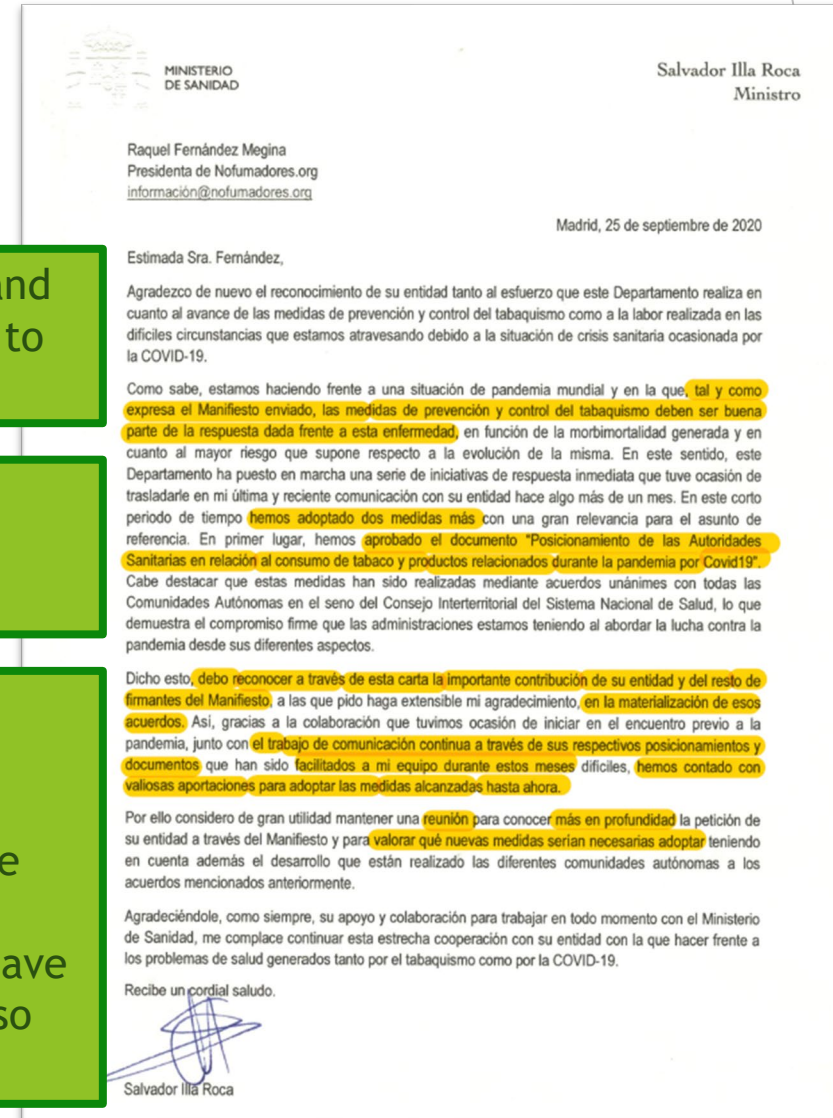 MINISTERIO
DE SANIDAD
Salvador Illa Roca
Ministro
Raquel Fernández Megina
Presidenta de Nofumadores.org
información@nofumadores.org
Madrid, 25 de septiembre de 2020
Estimada Sra. Fernández,
Agradezco de nuevo el reconocimiento de su entidad tanto al esfuerzo que este Departamento realiza en
cuanto al avance de las medidas de prevención y control del tabaquismo como a la labor realizada en las
difíciles circunstancias que estamos atravesando debido a la situación de crisis sanitaria ocasionada por
la COVID-19.
Como sabe, estamos haciendo frente a una situación de pandemia mundial y en la que, tal y como
expresa el Manifiesto enviado, las medidas de prevención y control del tabaquismo deben ser buena
parte de la respuesta dada frente a esta enfermedad, en función de la morbimortalidad generada y en
cuanto al mayor riesgo que supone respecto a la evolución de la misma. En este sentido, este
Departamento ha puesto en marcha una serie de iniciativas de respuesta inmediata que tuve ocasión de
trasladarle en mi última y reciente comunicación con su entidad hace algo más de un mes. En este corto
periodo de tiempo hemos adoptado dos medidas más con una gran relevancia para el asunto de
referencia. En primer lugar, hemos aprobado el documento "Posicionamiento de las Autoridades
Sanitarias en relación al consumo de tabaco y productos relacionados durante la pandemia por Covid19".
Cabe destacar que estas medidas han sido realizadas mediante acuerdos unánimes con todas las
Comunidades Autónomas en el seno del Consejo Interterritorial del Sistema Nacional de Salud, lo que
demuestra el compromiso firme que las administraciones estamos teniendo al abordar la lucha contra la
pandemia desde sus diferentes aspectos.
Dicho esto, debo reconocer a través de esta carta la importante contribución de su entidad y del resto de
firmantes del Manifiesto, a las que pido haga extensible mi agradecimiento, en la materialización de esos
acuerdos. Así, gracias a la colaboración que tuvimos ocasión de iniciar en el encuentro previo a la
pandemia, junto con el trabajo de comunicación continua a través de sus respectivos posicionamientos y
documentos que han sido facilitados a mi equipo durante estos meses difíciles, hemos contado con
valiosas aportaciones para adoptar las medidas alcanzadas hasta ahora.
Por ello considero de gran utilidad mantener una reunión para conocer más en profundidad la petición de
su entidad a través del Manifiesto y para valorar qué nuevas medidas serían necesarias adoptar teniendo
en cuenta además el desarrollo que están realizado las diferentes comunidades autónomas a los
acuerdos mencionados anteriormente.
Agradeciéndole, como siempre, su apoyo y colaboración para trabajar en todo momento con el Ministerio
de Sanidad, me complace continuar esta estrecha cooperación con su entidad con la que hacer frente a
los problemas de salud generados tanto por el tabaquismo como por la COVID-19.
Recibe un cordial saludo.
Salvador Illa Roca
and
to